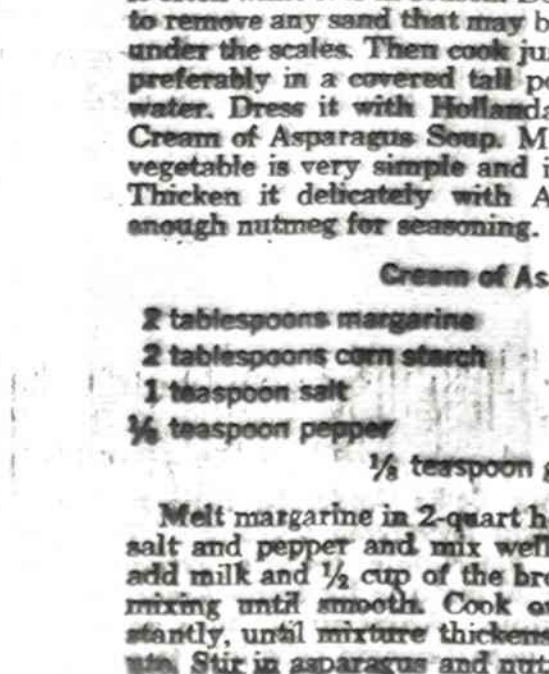 to remove any sand that may b
under the scales. Then cook ju
preferably in a covered tall p
water. Dress it with Holland
Cream of Asparagus Soup. M
vegetable is very simple and i
Thicken it delicately with A
enough nutmeg for seasoning.
Cream of As
2 tablespoons margarine
2 tablespoons corn starch
1 teaspoon salt
teaspoon pepper
⅛ teaspoon g
Melt margarine in 2-quart h
salt and pepper and mix well
add milk and ½ cup of the br
mixing until smooth. Cook o
stantly, until mixture thickens
Stir in asparagus and nut